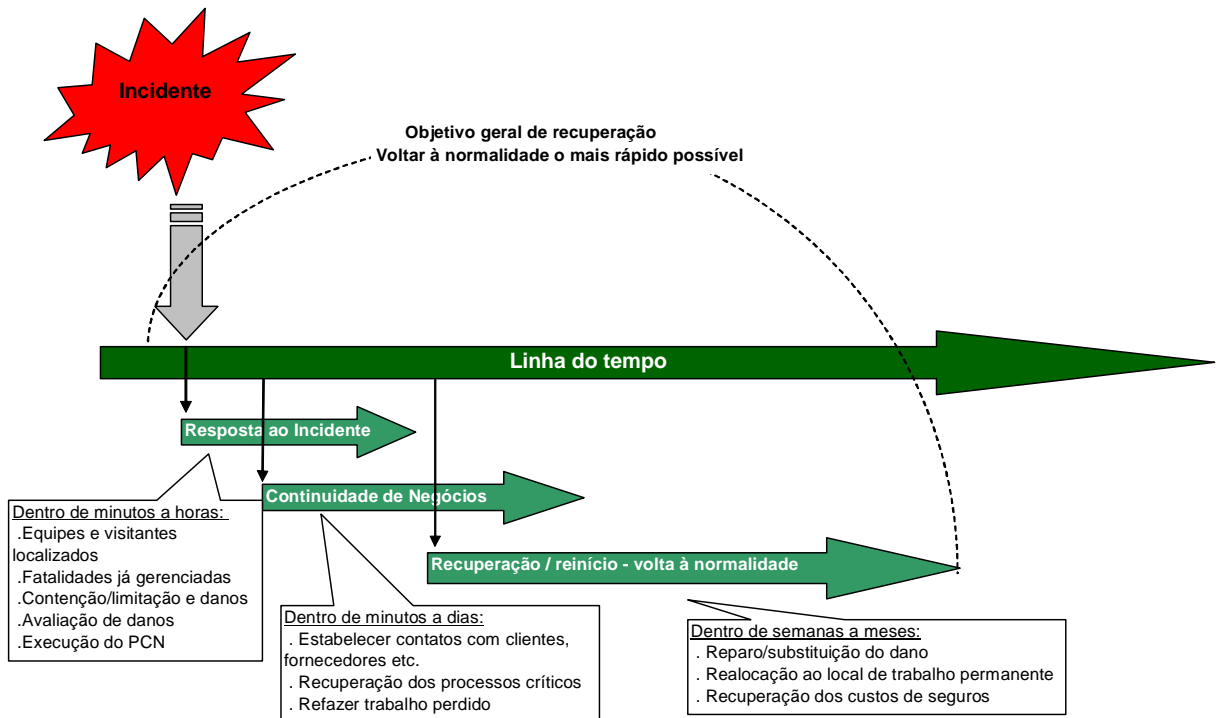 Incidente
Objetivo geral de recuperação
Voltar à normalidade o mais rápido possível
Linha do tempo
Resposta ao Incidente
Continuidade de Negócios
Recuperação / reinício - volta à normalidade
Dentro de minutos a horas:
.Equipes e visitantes
localizados
.Fatalidades já gerenciadas
.Contenção/limitação e danos
.Avaliação de danos
.Execução do PCN
Dentro de minutos a dias:
. Estabelecer contatos com clientes,
fornecedores etc.
. Recuperação dos processos críticos
. Refazer trabalho perdido
Dentro de semanas a meses:
. Reparo/substituição do dano
. Realocação ao local de trabalho permanente
. Recuperação dos custos de seguros